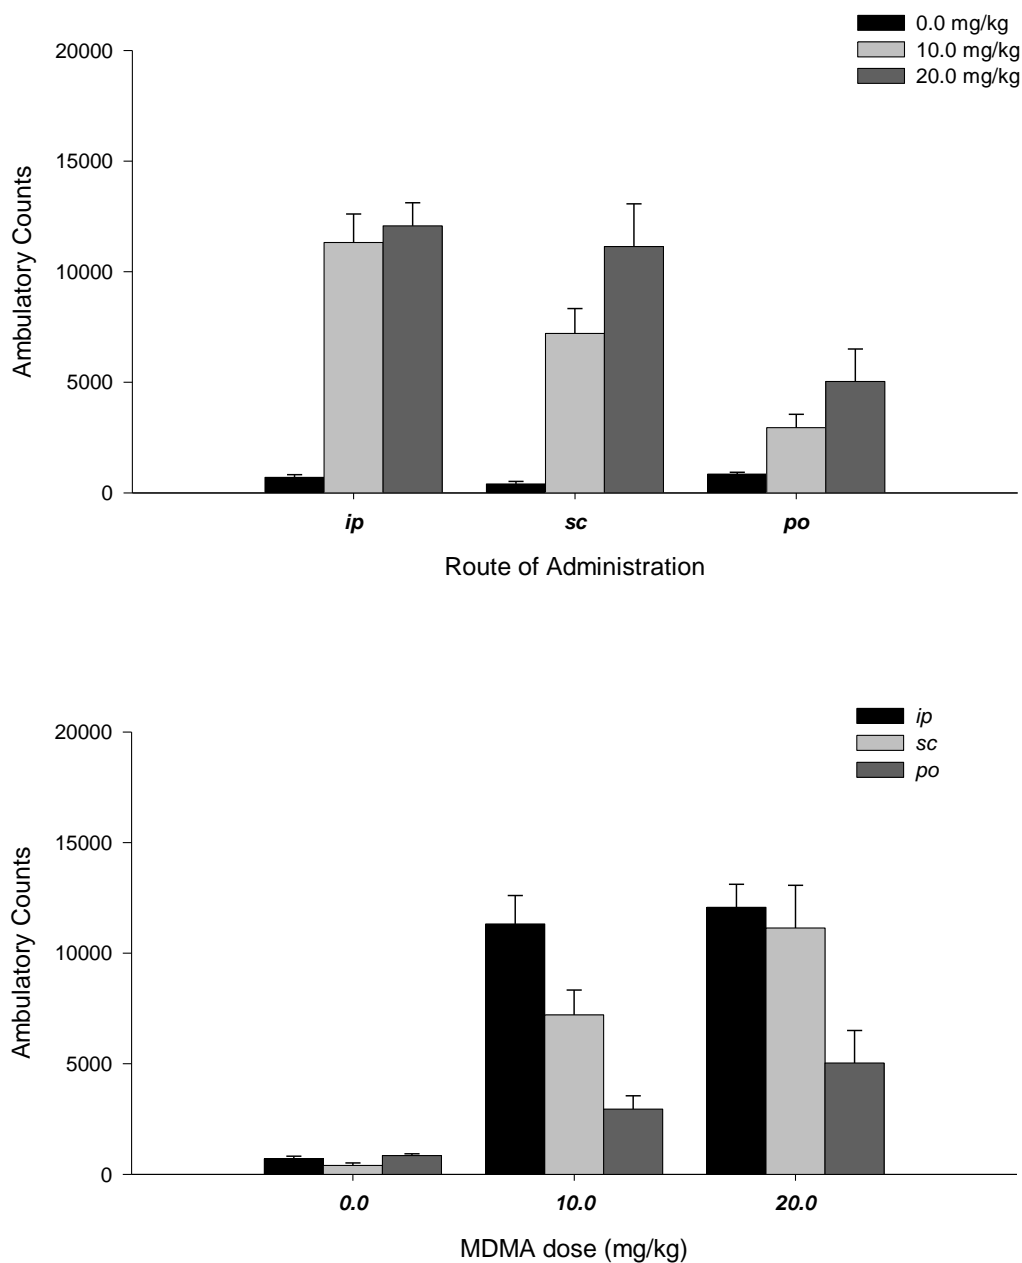 0.0 mg/kg
10.0 mg/kg
20.0 mg/kg
20000
15000
10000
5000
0
Ambulatory Counts
ip sc po
Route of Administration
ip
sc
po
20000
15000
10000
5000
0
Ambulatory Counts
0.0 10.0 20.0
MDMA dose (mg/kg)